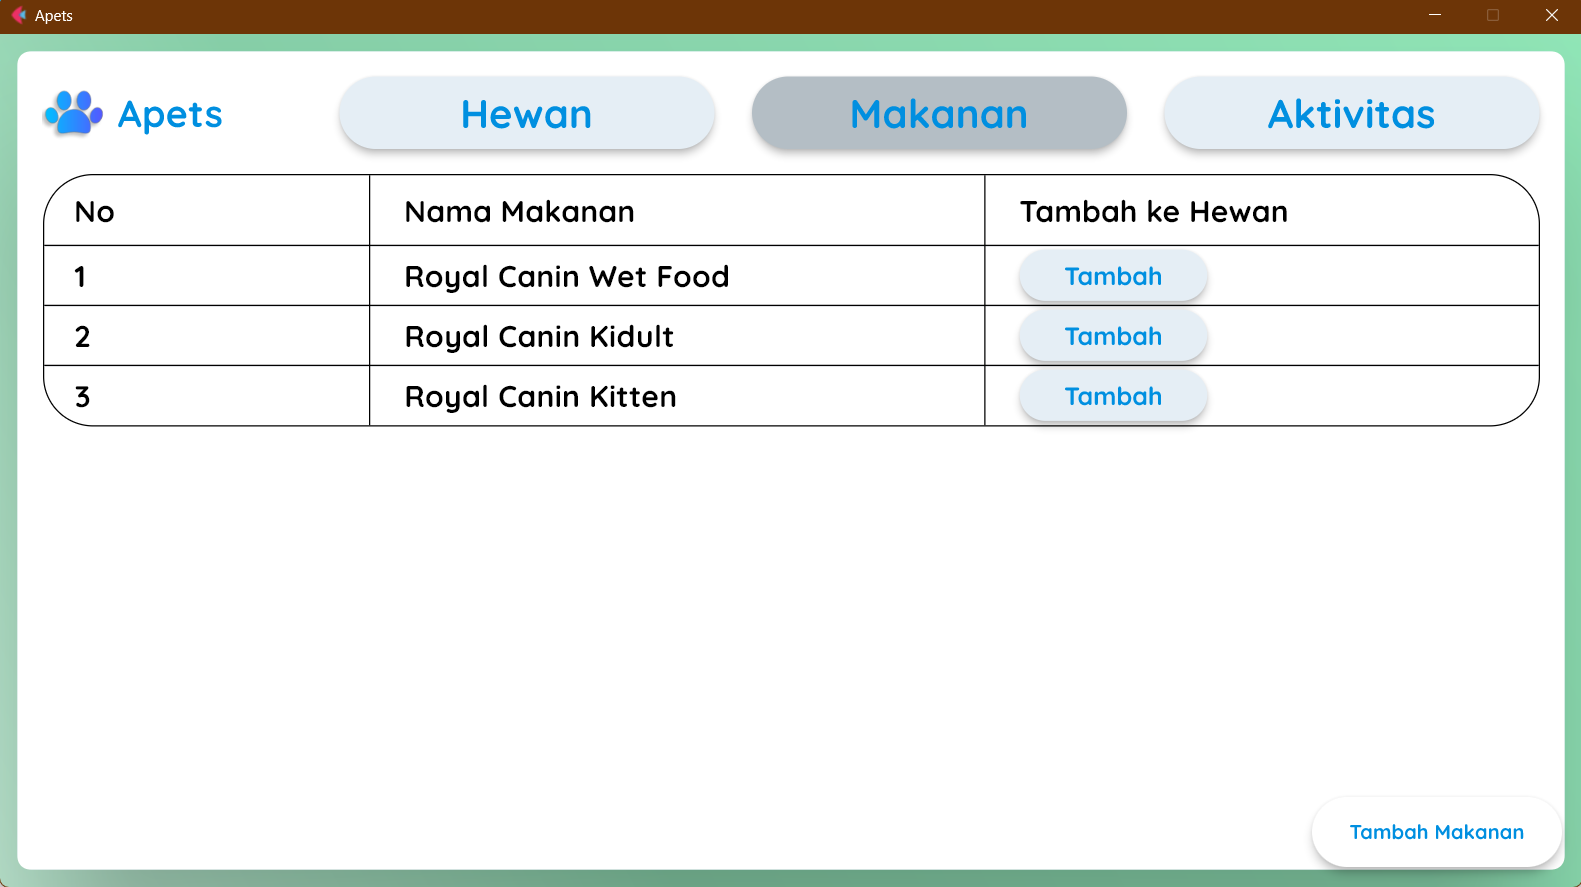 Apets
Apets
Hewan
Makanan
Aktivitas
No Nama Makanan Tambah ke Hewan
1 Royal Canin Wet Food Tambah
2 Royal Canin Kidult Tambah
3 Royal Canin Kitten Tambah
Tambah Makanan